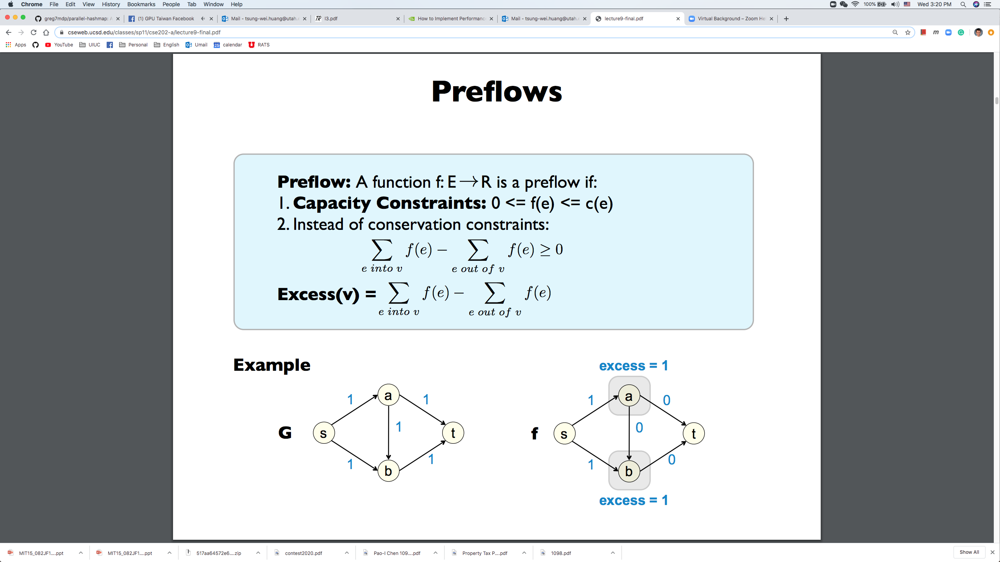 Chrome File Edit View History Bookmarks People Tab Window Help 100% Wed 3:20 PM
greg7mdp/parallel-hashmap: A (1) GPU Taiwan Facebook Mail - tsung-wei.huang@utah.e TR l3.pdf How to Implement Performanc Mail - tsung-wei.huang@utah.e lecture9-final.pdf Virtual Background – Zoom He
cseweb.ucsd.edu/classes/sp11/cse202-a/lecture9-final.pdf m
Apps YouTube UIUC Personal English Umail 25 calendar RATS
Preflows
Preflow: A function f: E → R is a preflow if:
1. Capacity Constraints: 0 <= f(e) <= c(e)
2. Instead of conservation constraints:
∑ f(e) − ∑ f(e) ≥ 0
e into v e out of v
Excess(v) = ∑ f(e) − ∑ f(e)
e into v e out of v
Example
excess = 1
1 a 1
1 a 0
G s 1 t
f s 0 t
1 b 1
1 b 0
excess = 1
MIT15_082JF1....ppt MIT15_082JF1....ppt 517aa64572e6....zip contest2020.pdf Pao-I Chen 109....pdf Property Tax P....pdf 1098.pdf Show All